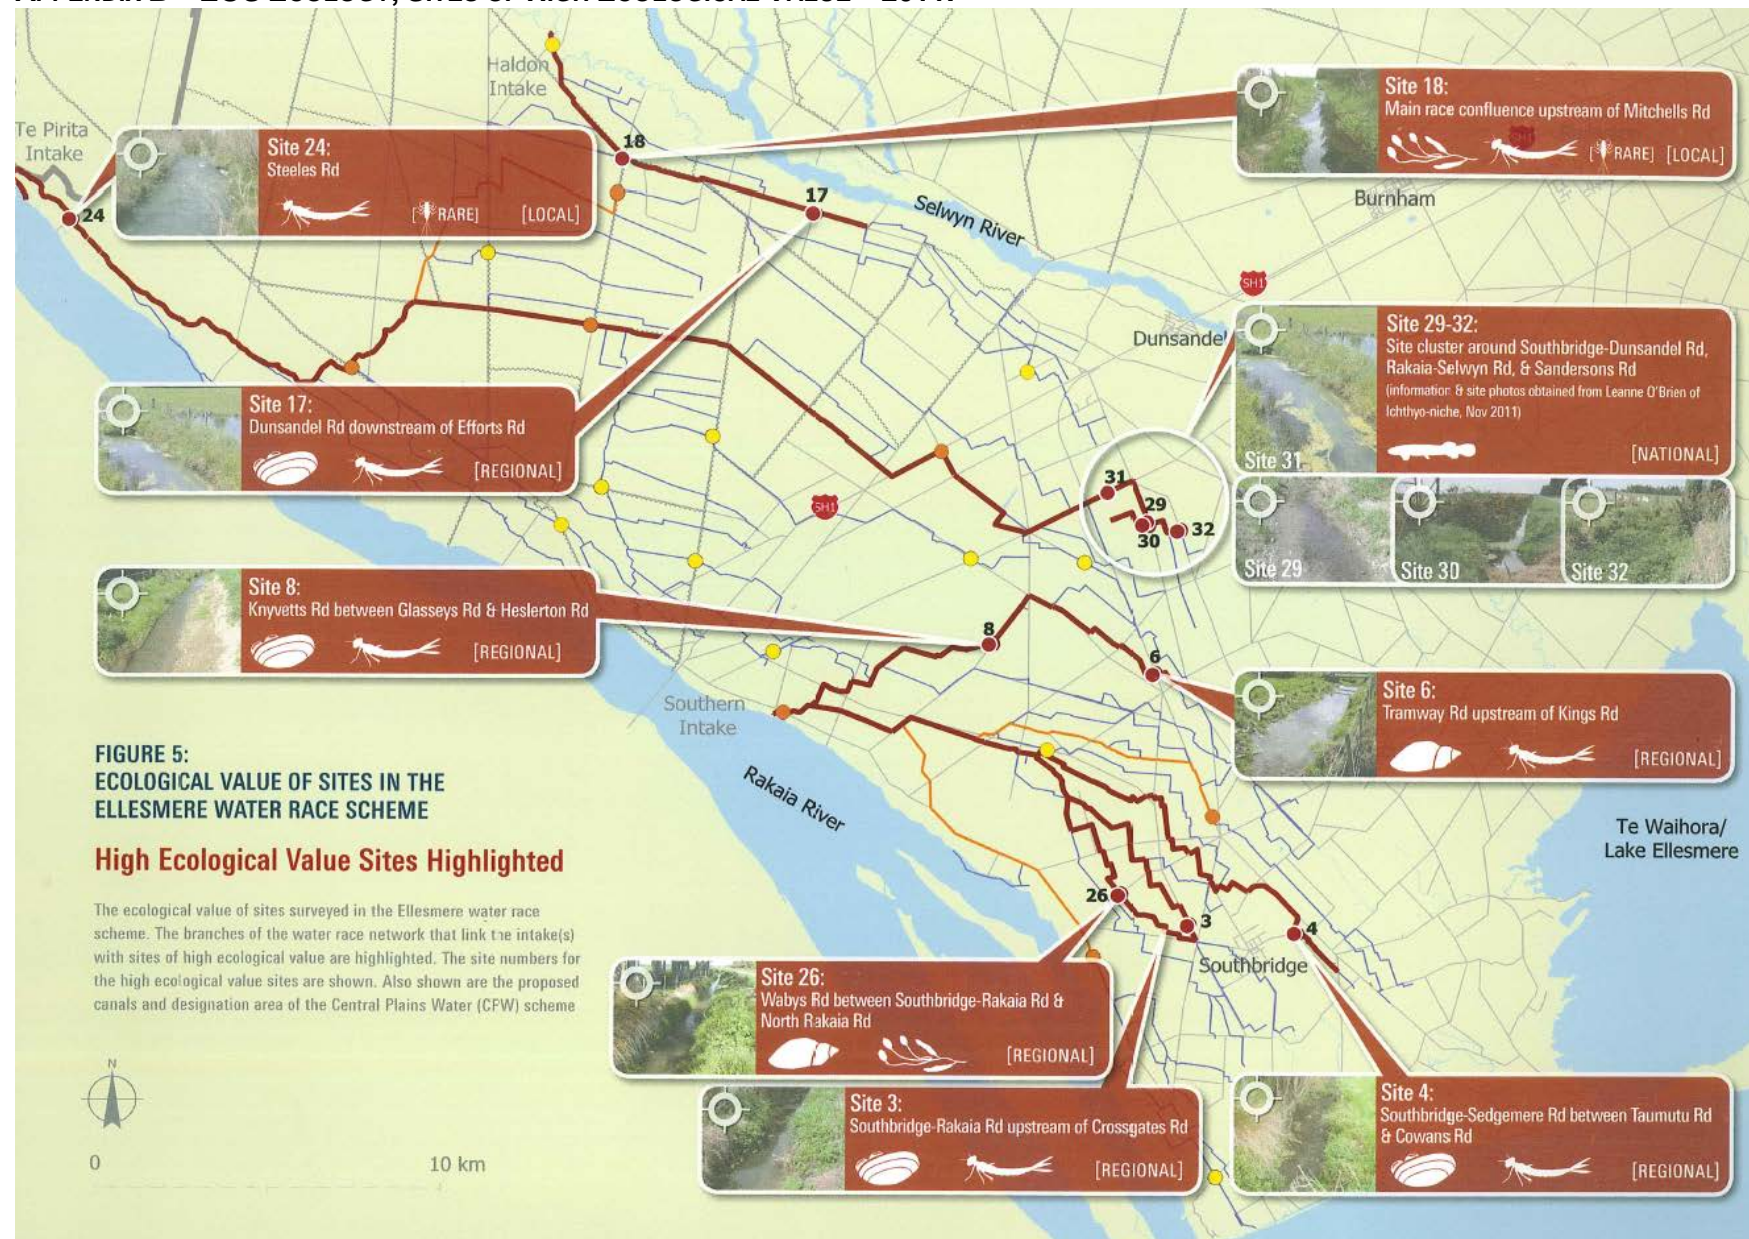 APPENDIX B – EOS ECOLOGY, SITES OF HIGH ECOLOGICAL VALUE – 2011.
Haldon
Intake
Te Pirita
Intake
Site 24:
Steeles Rd
[RARE]
[LOCAL]
24
18
17
Selwyn River
Site 18:
Main race confluence upstream of Mitchells Rd
[RARE] [LOCAL]
SH1
Burnham
SH1
Dunsandel
Site 29-32:
Site cluster around Southbridge-Dunsandel Rd,
Rakaia-Selwyn Rd, & Sandersons Rd
(information & site photos obtained from Leanne O'Brien of
Ichthyo-niche, Nov 2011)
[NATIONAL]
Site 31
Site 29
Site 30
Site 32
Site 17:
Dunsandel Rd downstream of Efforts Rd
[REGIONAL]
SH1
31
29
30
32
Site 8:
Knyvetts Rd between Glasseys Rd & Heslerton Rd
[REGIONAL]
8
6
Southern
Intake
Site 6:
Tramway Rd upstream of Kings Rd
[REGIONAL]
Rakaia River
Te Waihora/
Lake Ellesmere
FIGURE 5:
ECOLOGICAL VALUE OF SITES IN THE
ELLESMERE WATER RACE SCHEME
High Ecological Value Sites Highlighted
The ecological value of sites surveyed in the Ellesmere water race
scheme. The branches of the water race network that link the intake(s)
with sites of high ecological value are highlighted. The site numbers for
the high ecological value sites are shown. Also shown are the proposed
canals and designation area of the Central Plains Water (CPW) scheme
26
3
4
Southbridge
Site 26:
Wabys Rd between Southbridge-Rakaia Rd &
North Rakaia Rd
[REGIONAL]
Site 3:
Southbridge-Rakaia Rd upstream of Crossgates Rd
[REGIONAL]
Site 4:
Southbridge-Sedgemere Rd between Taumutu Rd
& Cowans Rd
[REGIONAL]
N
0
10 km